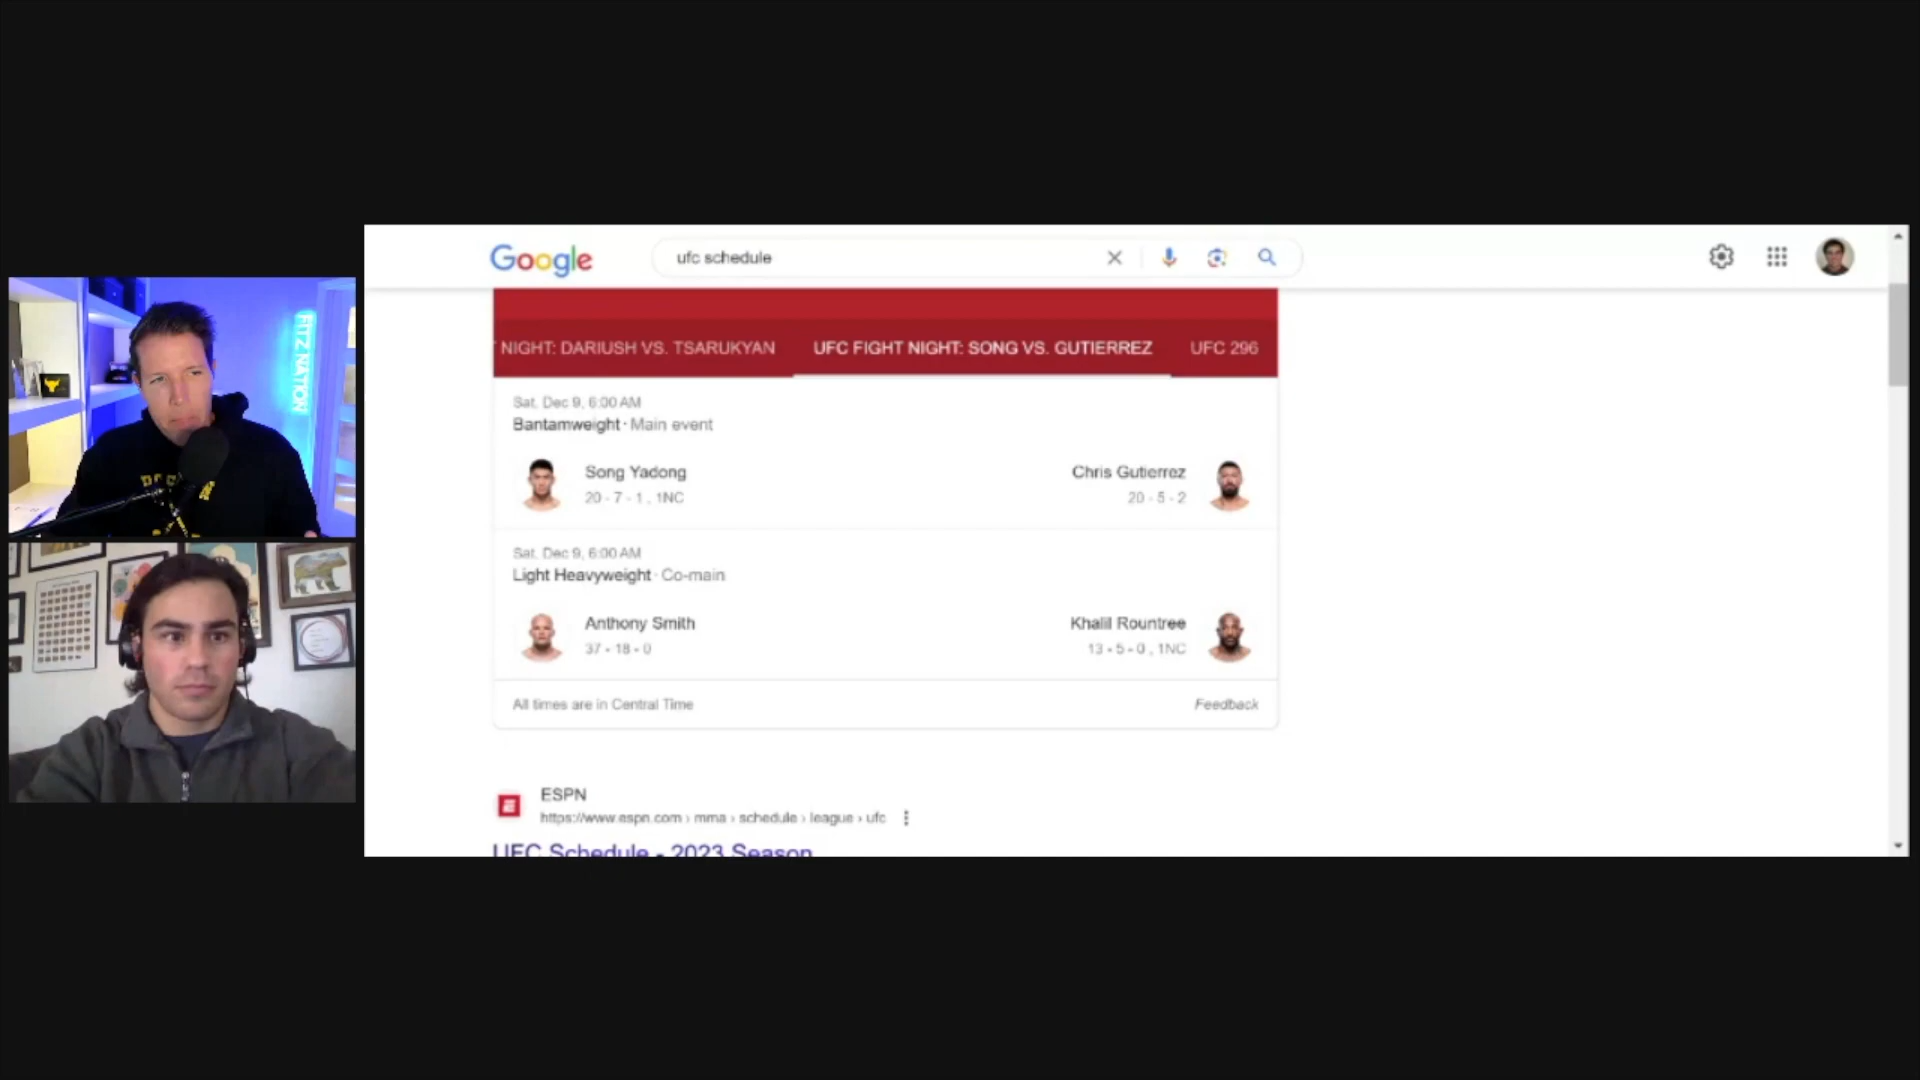 Google
ufc schedule
NIGHT: DARIUSH VS. TSARUKYAN
UFC FIGHT NIGHT: SONG VS. GUTIERREZ
UFC 296
Sat, Dec 9, 6:00 AM
Bantamweight · Main event
Song Yadong
20 - 7 - 1 , 1NC
Chris Gutierrez
20 - 5 - 2
Sat, Dec 9, 6:00 AM
Light Heavyweight · Co-main
Anthony Smith
37 - 18 - 0
Khalil Rountree
13 - 5 - 0 , 1NC
All times are in Central Time
Feedback
ESPN
https://www.espn.com › mma › schedule › league › ufc
UFC Schedule - 2023 Season
FITZ NATION